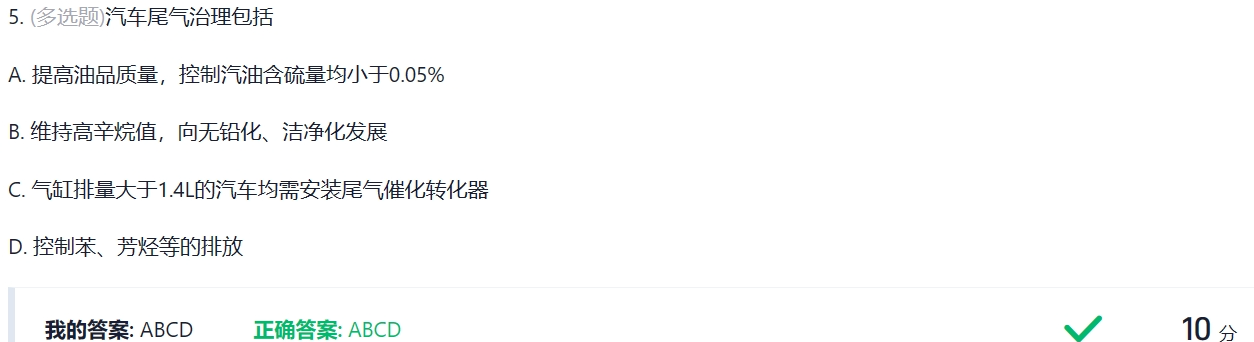 5. (多选题)汽车尾气治理包括
A. 提高油品质量，控制汽油含硫量均小于0.05%
B. 维持高辛烷值，向无铅化、洁净化发展
C. 气缸排量大于1.4L的汽车均需安装尾气催化转化器
D. 控制苯、芳烃等的排放
我的答案: ABCD 正确答案: ABCD 10 分